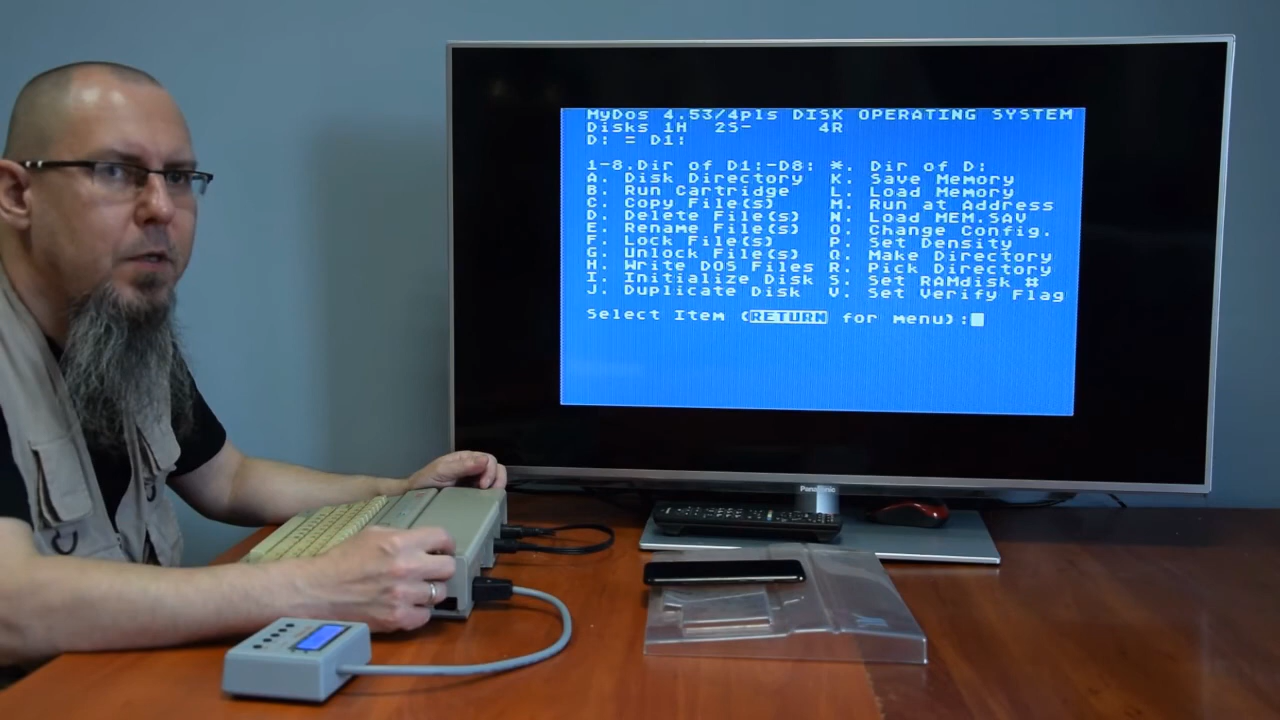 MyDos 4.53/4pls DISK OPERATING SYSTEM
Disks 1H 2S- 4R
D: = D1:
1-8.Dir of D1:-D8: *. Dir of D:
A. Disk Directory K. Save Memory
B. Run Cartridge L. Load Memory
C. Copy File(s) M. Run at Address
D. Delete File(s) N. Load MEM.SAV
E. Rename File(s) O. Change Config.
F. Lock File(s) P. Set Density
G. Unlock File(s) Q. Make Directory
H. Write DOS Files R. Pick Directory
I. Initialize Disk S. Set RAMdisk #
J. Duplicate Disk V. Set Verify Flag
Select Item (RETURN for menu):
Panasonic